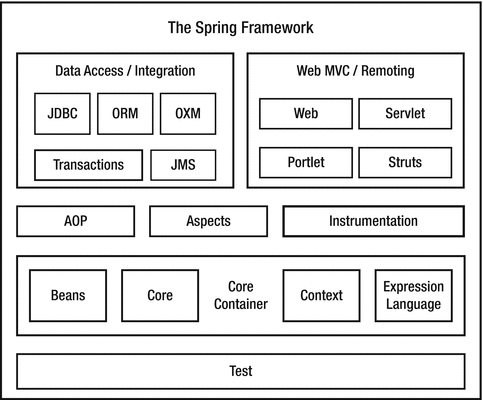 The Spring Framework
Data Access / Integration
JDBC
ORM
OXM
Transactions
JMS
Web MVC / Remoting
Web
Servlet
Portlet
Struts
AOP
Aspects
Instrumentation
Beans
Core
Core
Container
Context
Expression
Language
Test